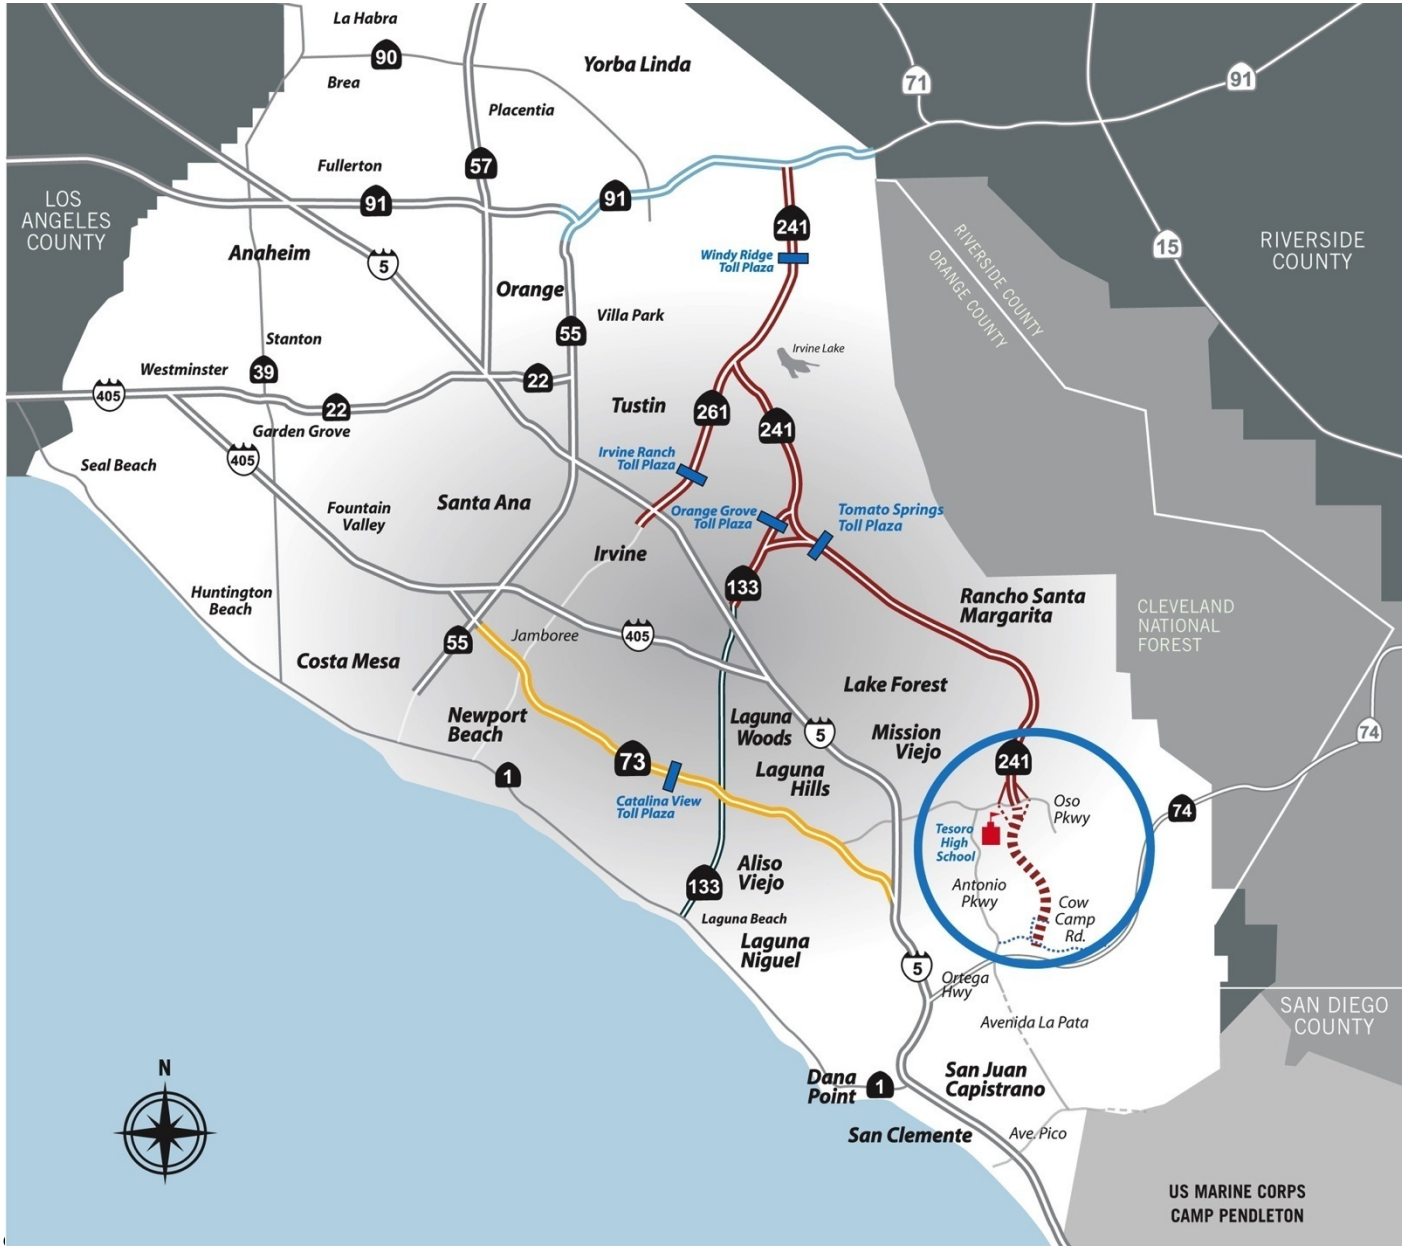 La Habra
90
Brea
Yorba Linda
71
91
Placentia
Fullerton
57
91
91
LOS
ANGELES
COUNTY
241
15
RIVERSIDE
COUNTY
RIVERSIDE COUNTY
ORANGE COUNTY
Anaheim
5
Windy Ridge
Toll Plaza
Orange
Villa Park
55
Stanton
Irvine Lake
Westminster
39
22
405
22
Garden Grove
Tustin
261
241
405
Seal Beach
Irvine Ranch
Toll Plaza
Santa Ana
Fountain
Valley
Orange Grove
Toll Plaza
Tomato Springs
Toll Plaza
Irvine
133
Huntington
Beach
Rancho Santa
Margarita
CLEVELAND
NATIONAL
FOREST
55
Jamboree
405
Costa Mesa
Lake Forest
Newport
Beach
Laguna
Woods
5
Mission
Viejo
74
73
241
1
Laguna
Hills
Catalina View
Toll Plaza
Oso
Pkwy
74
Tesoro
High
School
Aliso
Viejo
133
Antonio
Pkwy
Cow
Camp
Rd.
Laguna Beach
Laguna
Niguel
5
Ortega
Hwy
SAN DIEGO
COUNTY
Avenida La Pata
N
Dana
Point
1
San Juan
Capistrano
San Clemente
Ave. Pico
US MARINE CORPS
CAMP PENDLETON